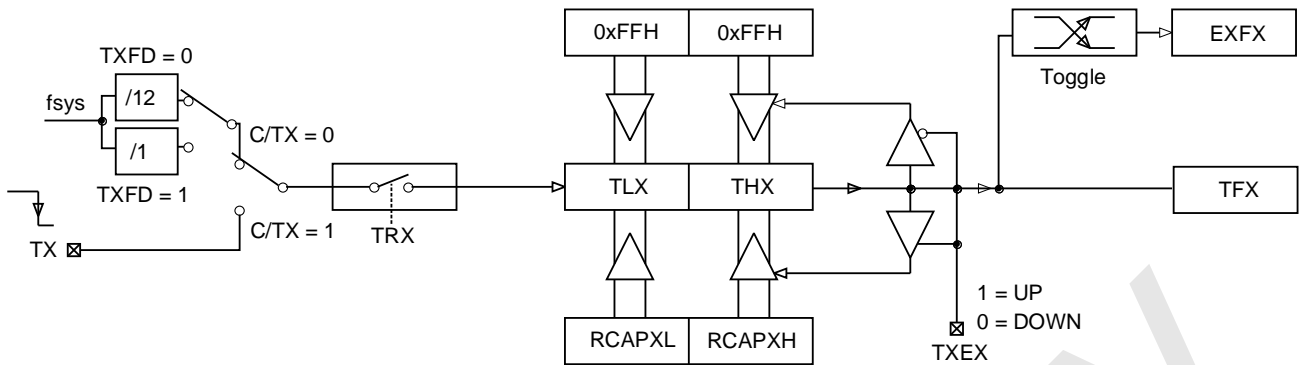 0xFFH 0xFFH
EXFX
Toggle
TXFD = 0
fsys
/12
C/TX = 0
/1
TXFD = 1
TLX THX
TFX
TX
C/TX = 1
TRX
1 = UP
0 = DOWN
RCAPXL RCAPXH
TXEX